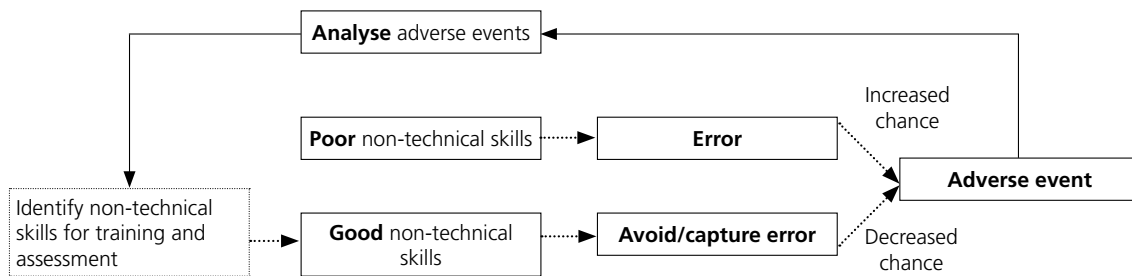 Analyse adverse events
Increased
chance
Poor non-technical skills
Error
Adverse event
Identify non-technical
skills for training and
assessment
Good non-technical
skills
Avoid/capture error
Decreased
chance